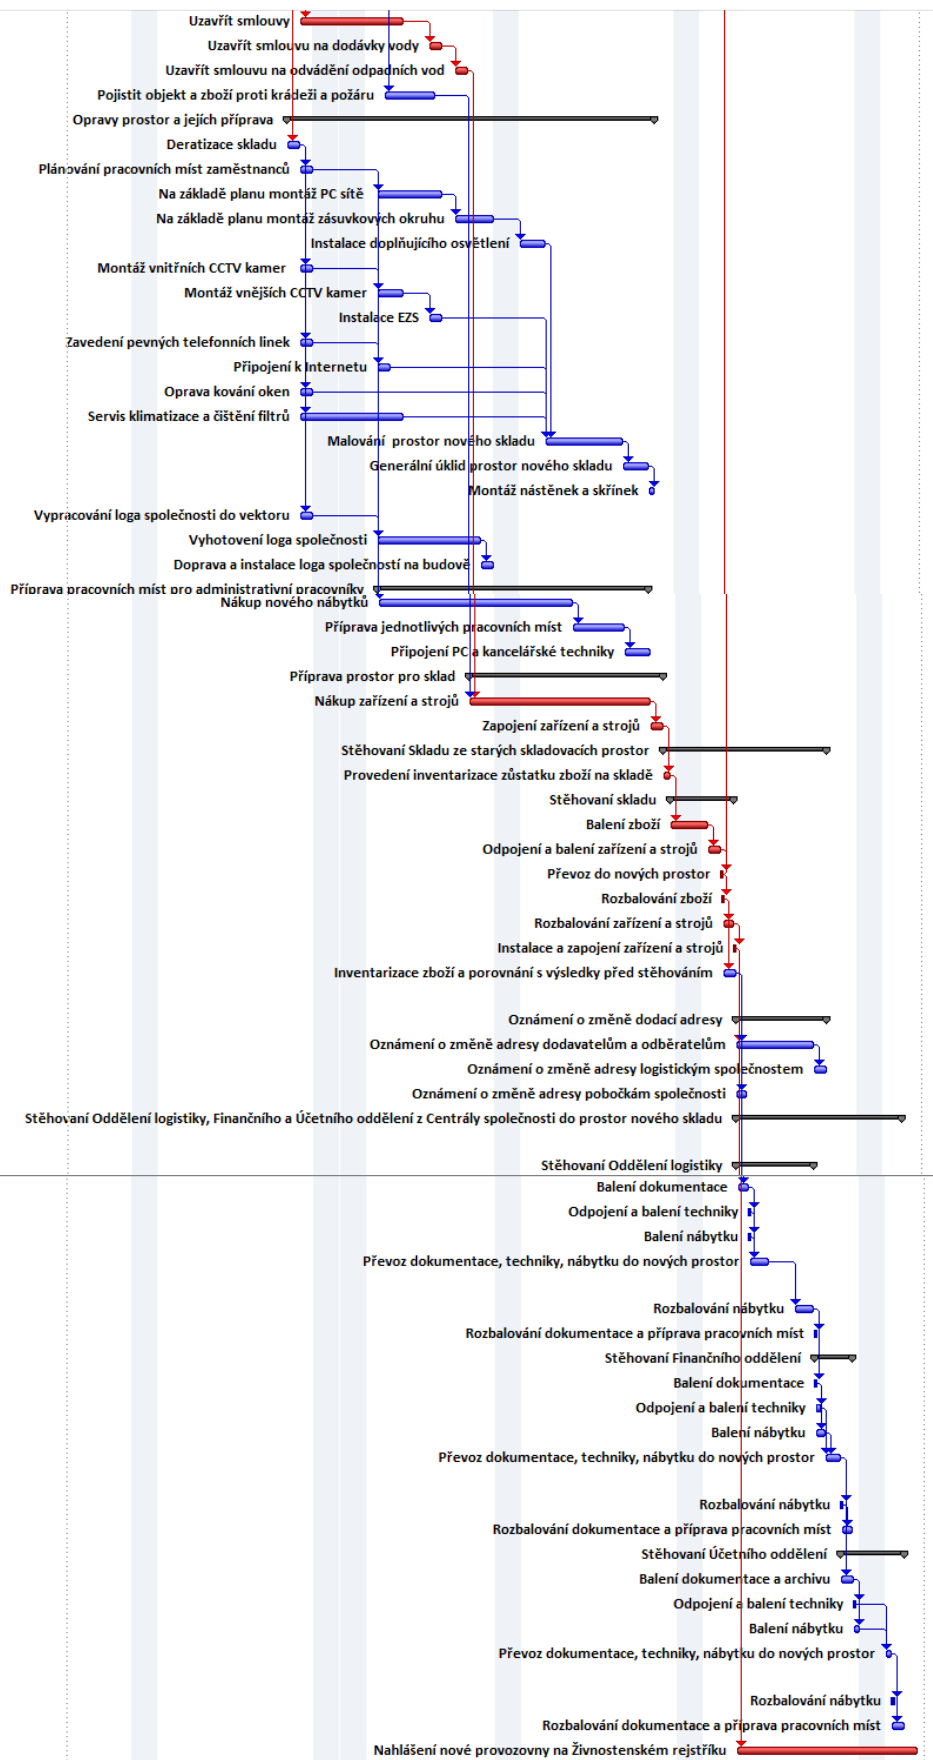 Uzavřít smlouvy
Uzavřít smlouvu na dodávky vody
Uzavřít smlouvu na odvádění odpadních vod
Pojistit objekt a zboží proti krádeži a požáru
Opravy prostor a jejích příprava
Deratizace skladu
Plánování pracovních míst zaměstnanců
Na základě planu montáž PC sítě
Na základě planu montáž zásuvkových okruhu
Instalace doplňujícího osvětlení
Montáž vnitřních CCTV kamer
Montáž vnějších CCTV kamer
Instalace EZS
Zavedení pevných telefonních linek
Připojení k Internetu
Oprava kování oken
Servis klimatizace a čištění filtrů
Malování prostor nového skladu
Generální úklid prostor nového skladu
Montáž nástěnek a skřínek
Vypracování loga společnosti do vektoru
Vyhotovení loga společnosti
Doprava a instalace loga společností na budově
Příprava pracovních míst pro administrativní pracovníky
Nákup nového nábytků
Příprava jednotlivých pracovních míst
Připojení PC a kancelářské techniky
Příprava prostor pro sklad
Nákup zařízení a strojů
Zapojení zařízení a strojů
Stěhovaní Skladu ze starých skladovacích prostor
Provedení inventarizace zůstatku zboží na skladě
Stěhovaní skladu
Balení zboží
Odpojení a balení zařízení a strojů
Převoz do nových prostor
Rozbalování zboží
Rozbalování zařízení a strojů
Instalace a zapojení zařízení a strojů
Inventarizace zboží a porovnání s výsledky před stěhováním
Oznámení o změně dodací adresy
Oznámení o změně adresy dodavatelům a odběratelům
Oznámení o změně adresy logistickým společnostem
Oznámení o změně adresy pobočkám společnosti
Stěhovaní Oddělení logistiky, Finančního a Účetního oddělení z Centrály společnosti do prostor nového skladu
Stěhovaní Oddělení logistiky
Balení dokumentace
Odpojení a balení techniky
Balení nábytku
Převoz dokumentace, techniky, nábytku do nových prostor
Rozbalování nábytku
Rozbalování dokumentace a příprava pracovních míst
Stěhovaní Finančního oddělení
Balení dokumentace
Odpojení a balení techniky
Balení nábytku
Převoz dokumentace, techniky, nábytku do nových prostor
Rozbalování nábytku
Rozbalování dokumentace a příprava pracovních míst
Stěhovaní Účetního oddělení
Balení dokumentace a archivu
Odpojení a balení techniky
Balení nábytku
Převoz dokumentace, techniky, nábytku do nových prostor
Rozbalování nábytku
Rozbalování dokumentace a příprava pracovních míst
Nahlášení nové provozovny na Živnostenském rejstříku